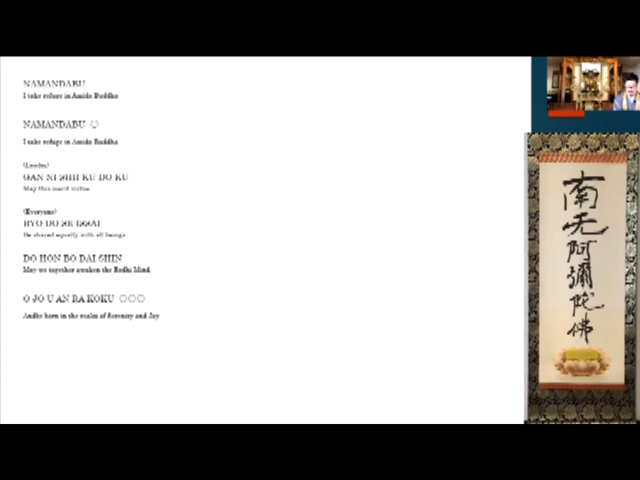 NAMANDABU
I take refuge in Amida Buddha
NAMANDABU ○
I take refuge in Amida Buddha
(Leader)
GAN NI SHI KU DO KU
May this merit virtue
(Everyone)
BYO DO SE ISSAI
Be shared equally with all beings
DO HOTSU BO DAI SHIN
May we together awaken the Bodhi Mind
O JO U AN RA KOKU ○○○
And be born in the realm of Serenity and Joy
南无阿彌陀佛